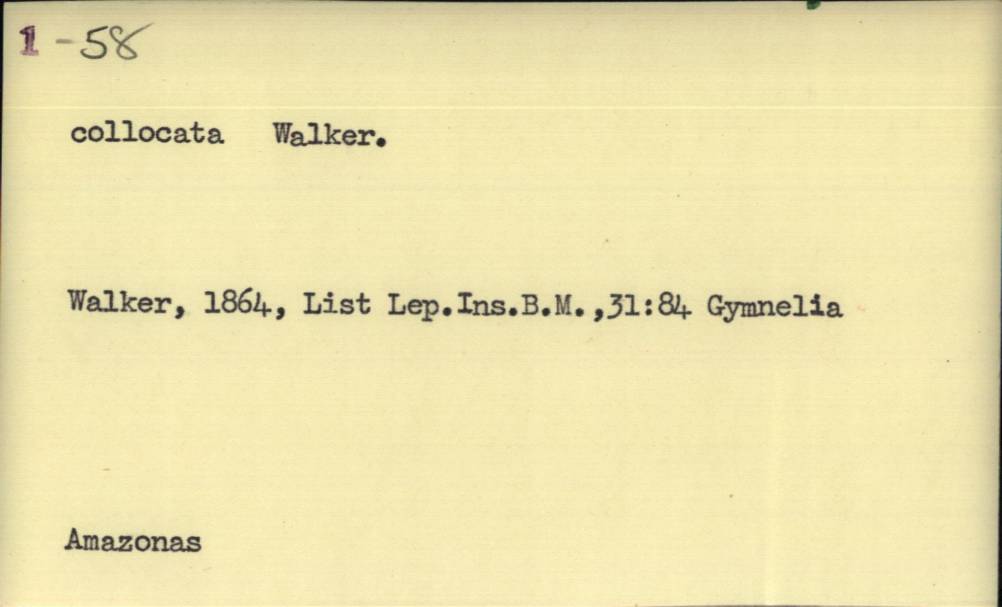 1 -58
collocata Walker.
Walker, 1864, List Lep.Ins.B.M.,31:84 Gymnelia
Amazonas